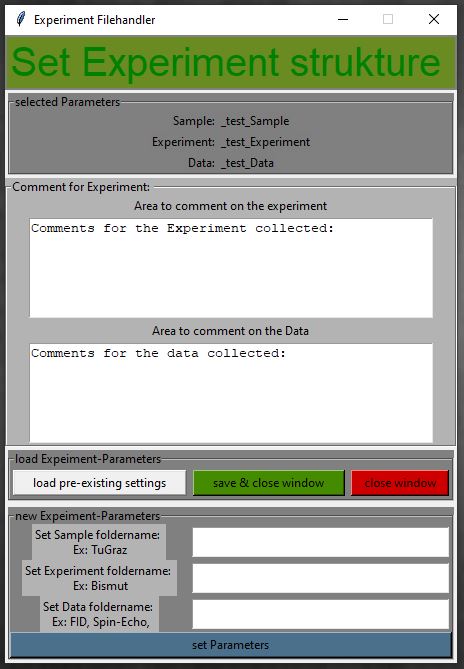 Experiment Filehandler
Set Experiment strukture
selected Parameters
Sample: _test_Sample
Experiment: _test_Experiment
Data: _test_Data
Comment for Experiment:
Area to comment on the experiment
Comments for the Experiment collected:
Area to comment on the Data
Comments for the data collected:
load Expeiment-Parameters
load pre-existing settings
save & close window
close window
new Expeiment-Parameters
Set Sample foldername:
Ex: TuGraz
Set Experiment foldername:
Ex: Bismut
Set Data foldername:
Ex: FID, Spin-Echo,
set Parameters